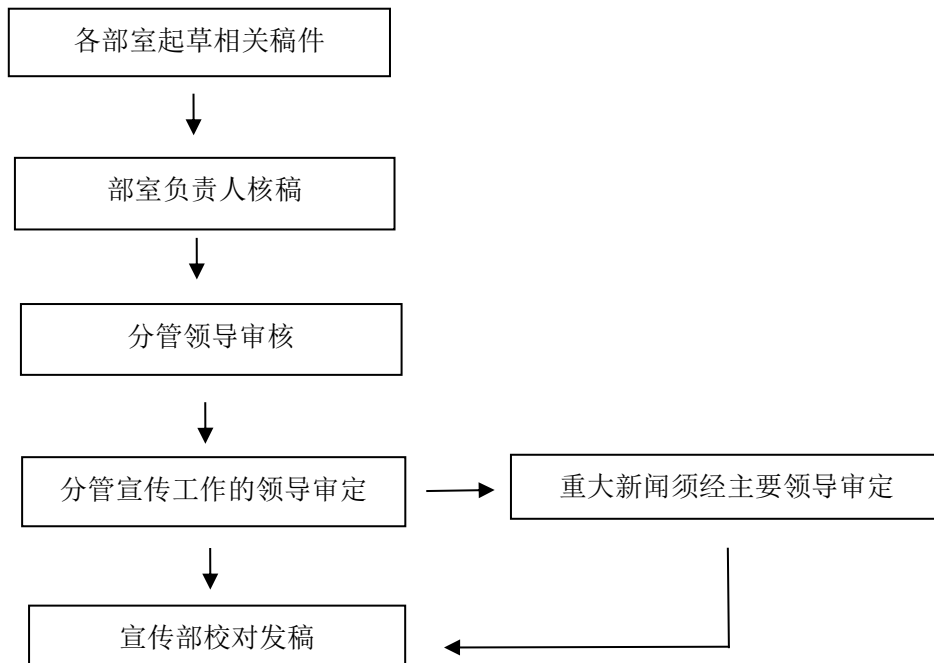 各部室起草相关稿件
部室负责人核稿
分管领导审核
分管宣传工作的领导审定
重大新闻须经主要领导审定
宣传部校对发稿